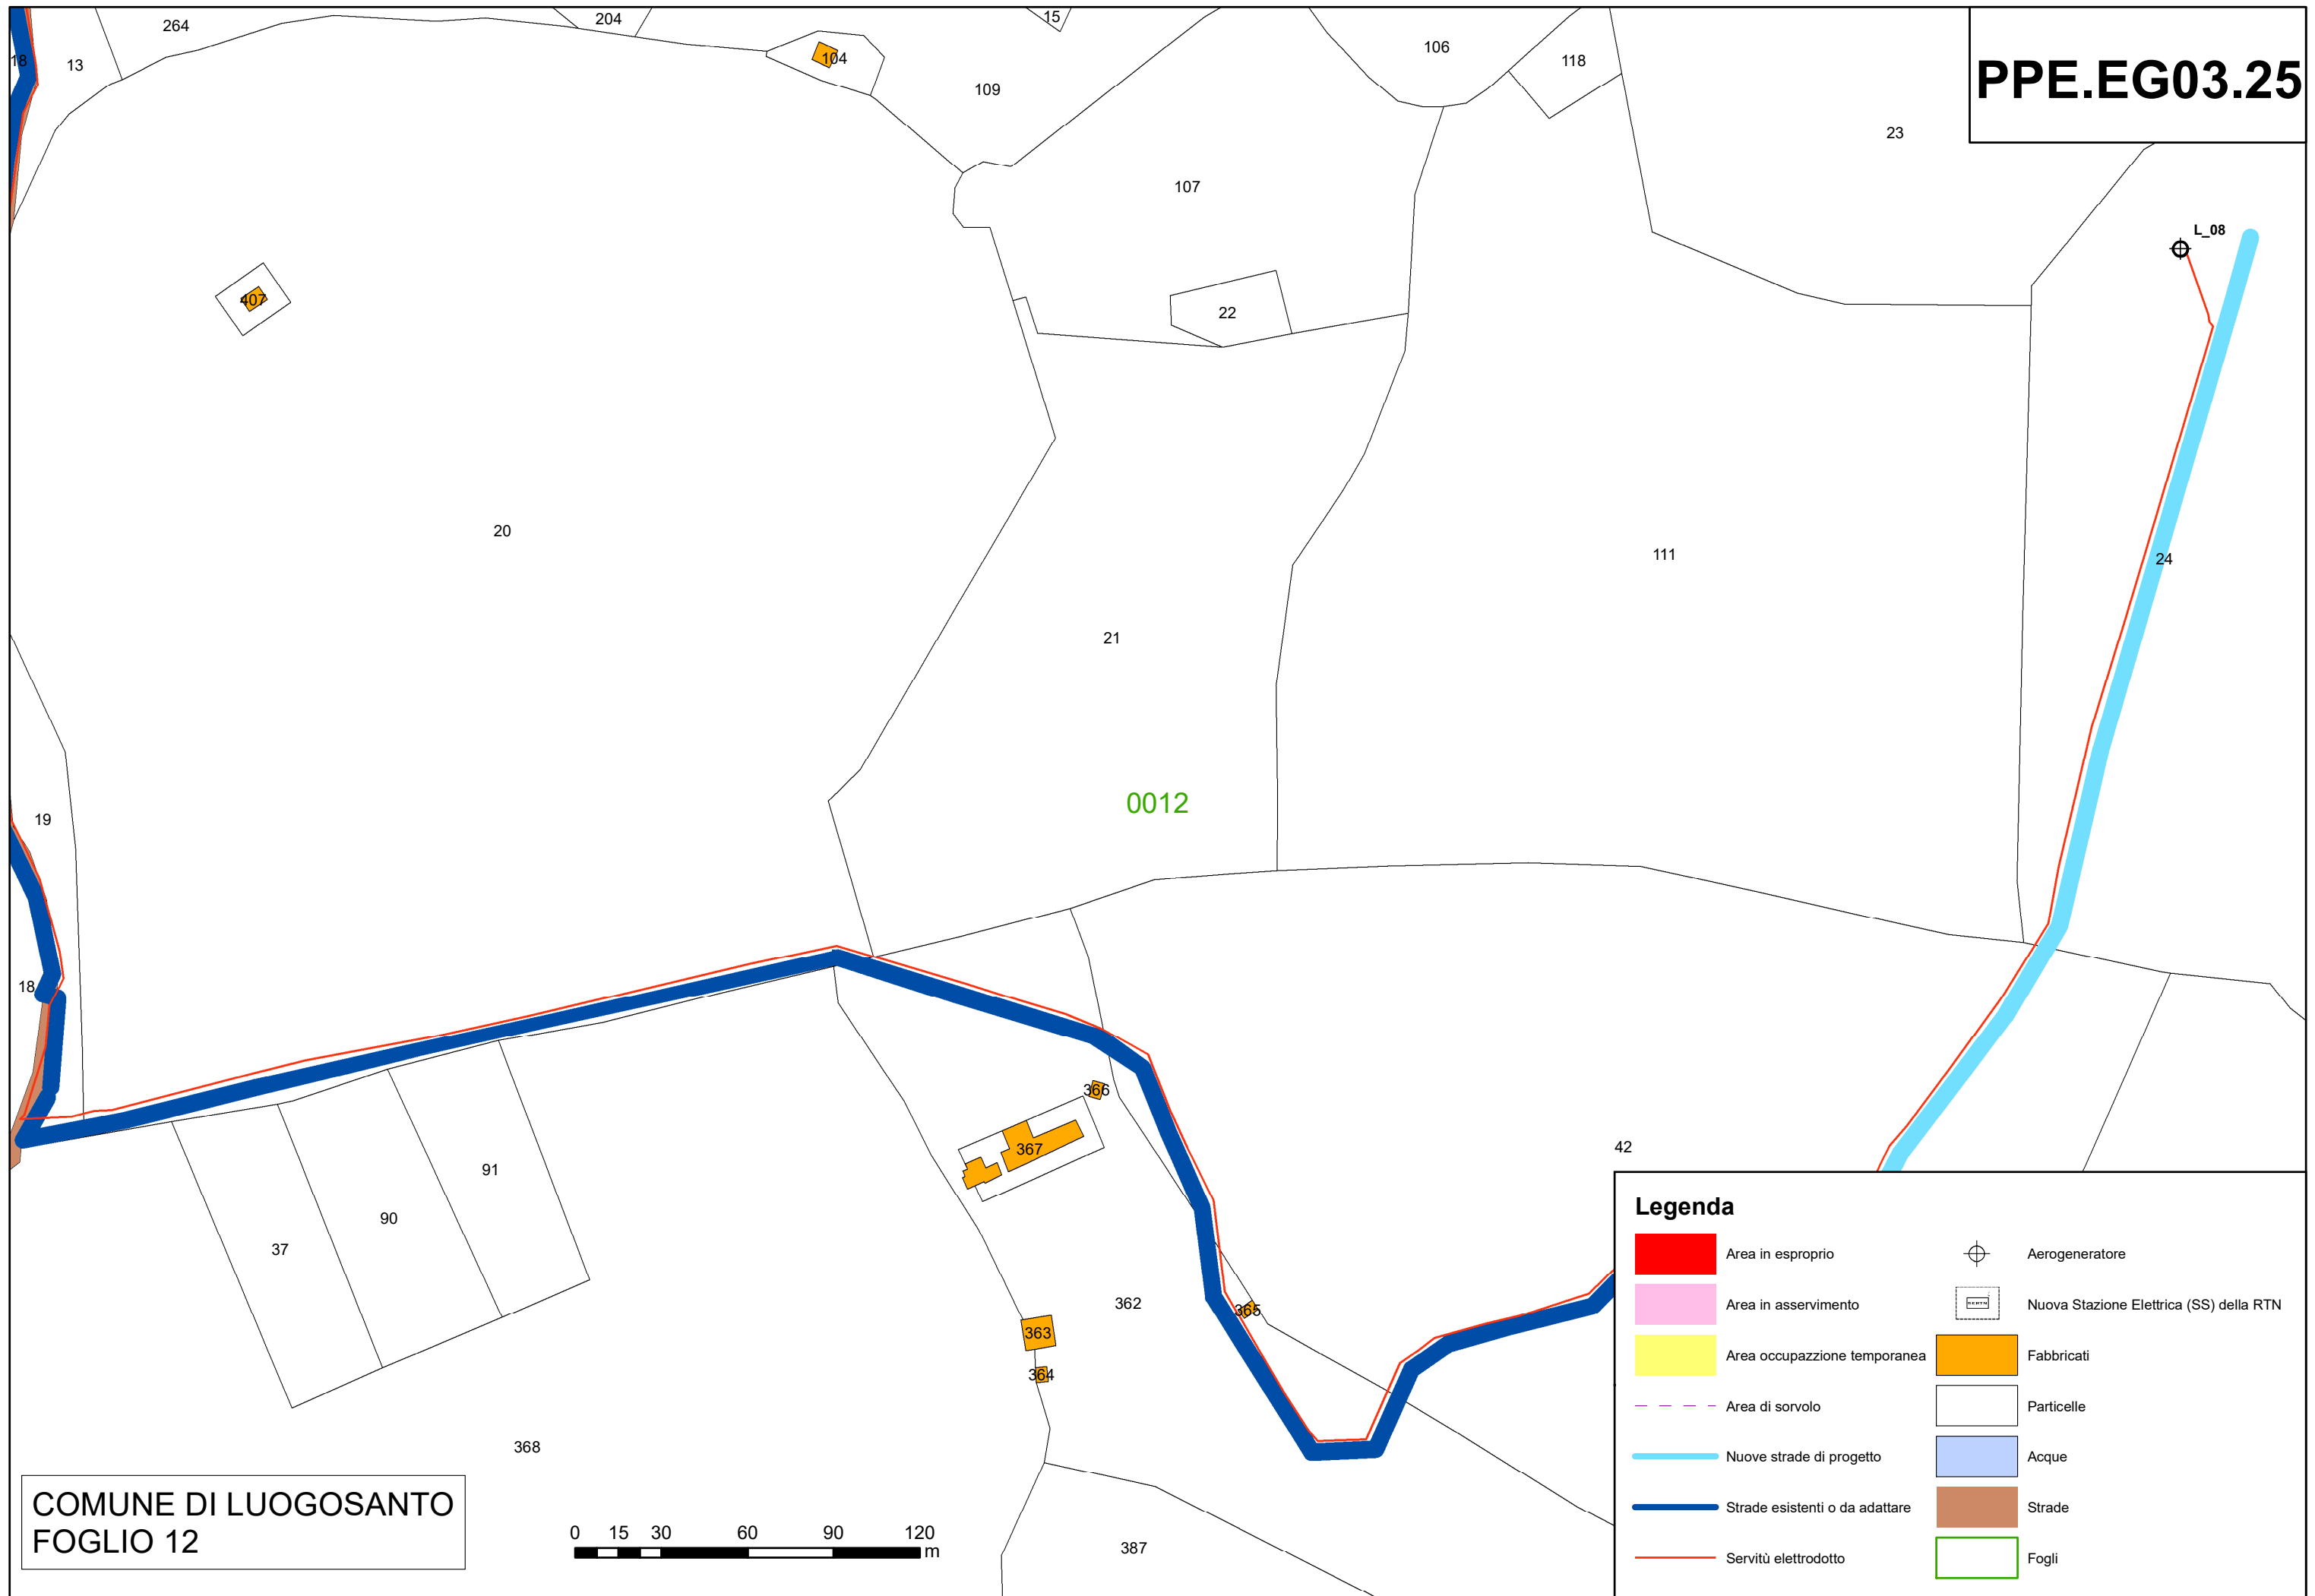 264
204
15
18
13
104
109
106
118
PPE.EG03.25
23
107
L_08
407
22
20
111
24
21
0012
19
18
366
42
367
91
90
37
362
365
363
364
368
387
COMUNE DI LUOGOSANTO
FOGLIO 12
0 15 30 60 90 120
m
Legenda
Area in esproprio
Area in asservimento
Area occupazzione temporanea
Area di sorvolo
Nuove strade di progetto
Strade esistenti o da adattare
Servitù elettrodotto
Aerogeneratore
Nuova Stazione Elettrica (SS) della RTN
Fabbricati
Particelle
Acque
Strade
Fogli